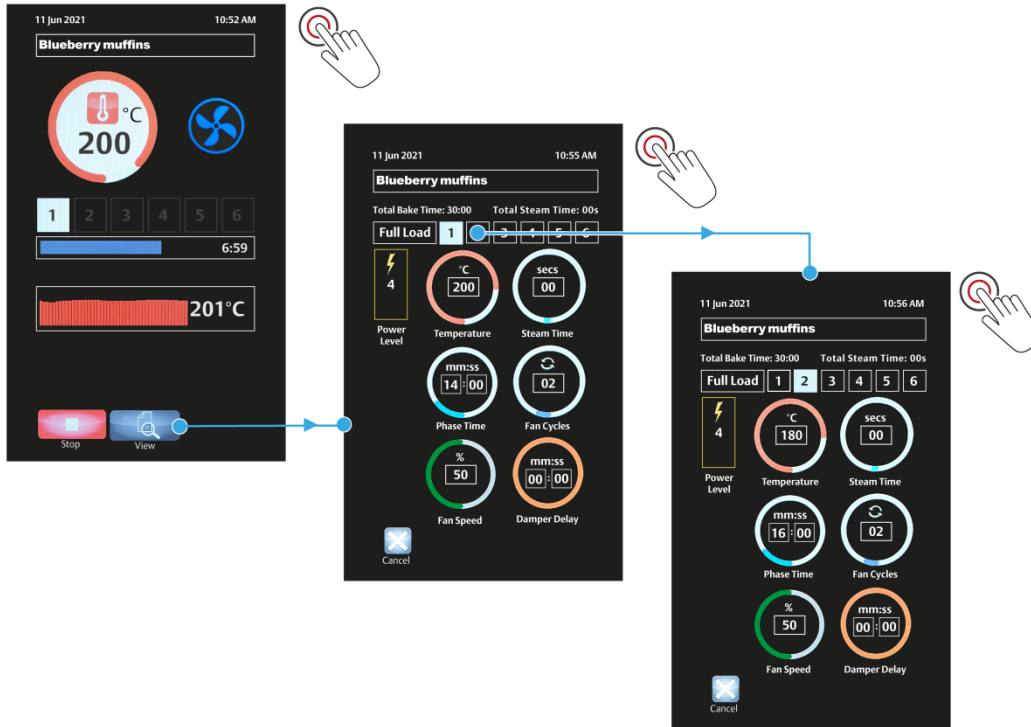 11 Jun 2021 10:52 AM
Blueberry muffins
°C
200
1 2 3 4 5 6
6:59
201°C
Stop View
11 Jun 2021 10:55 AM
Blueberry muffins
Total Bake Time: 30:00 Total Steam Time: 00s
Full Load 1 3 4 5 6
4
Power
Level
°C
200
Temperature
secs
00
Steam Time
mm:ss
14:00
Phase Time
02
Fan Cycles
%
50
Fan Speed
mm:ss
00:00
Damper Delay
Cancel
11 Jun 2021 10:56 AM
Blueberry muffins
Total Bake Time: 30:00 Total Steam Time: 00s
Full Load 1 2 3 4 5 6
4
Power
Level
°C
180
Temperature
secs
00
Steam Time
mm:ss
16:00
Phase Time
02
Fan Cycles
%
50
Fan Speed
mm:ss
00:00
Damper Delay
Cancel